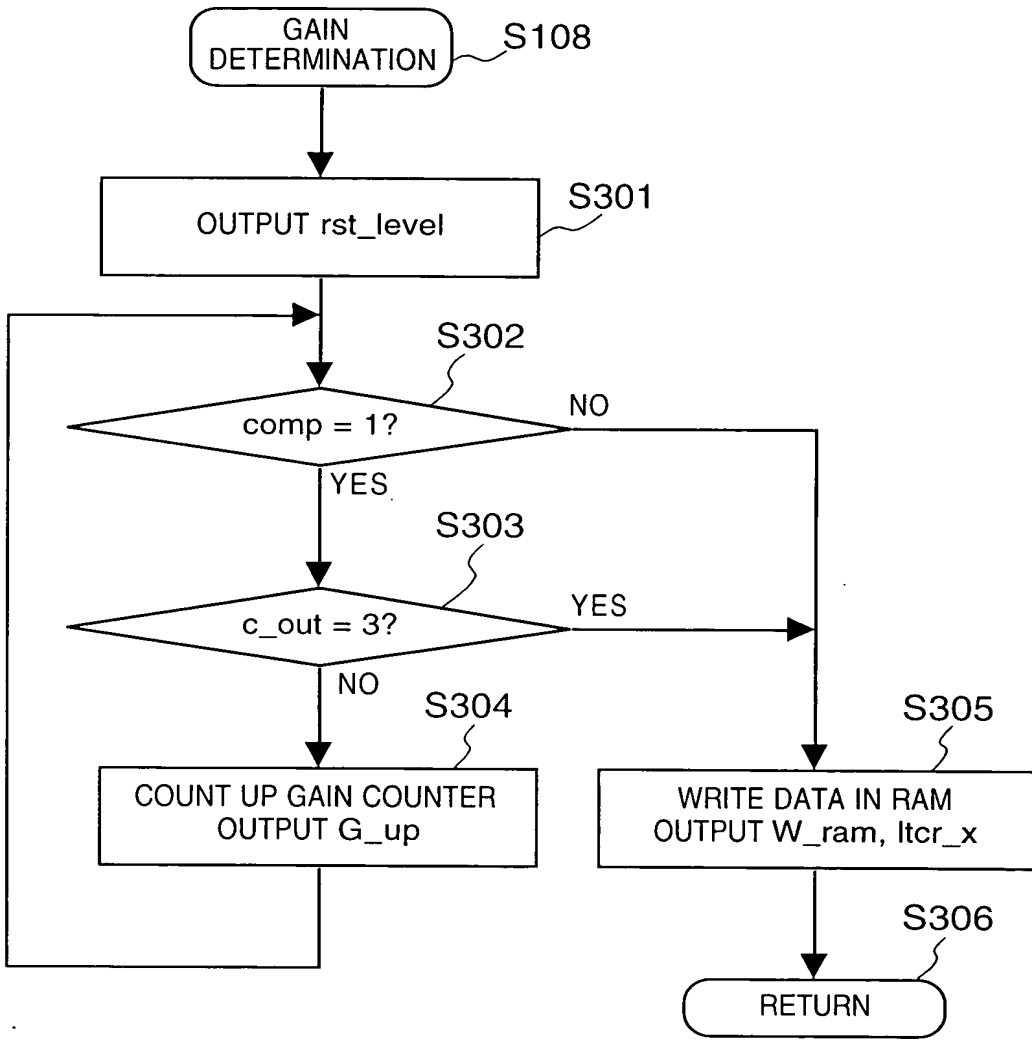 GAIN
DETERMINATION
S108
S301
OUTPUT rst_level
S302
comp = 1?
NO
YES
S303
c_out = 3?
YES
NO
S304
COUNT UP GAIN COUNTER
OUTPUT G_up
S305
WRITE DATA IN RAM
OUTPUT W_ram, ltcr_x
S306
RETURN